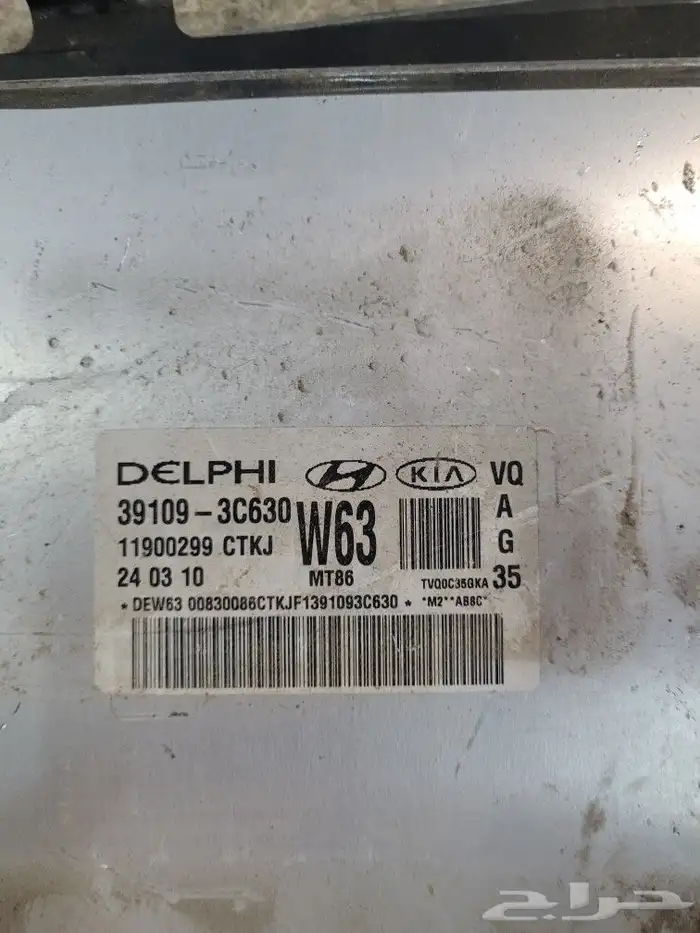 DELPHI KIA VQ
39109-3C630 W63 A
11900299 CTKJ G
24 03 10 MT86 TVQ0C35GKA 35
* DEW63 00830086CTKJF1391093C630 * *M2**AB6C*
حراج